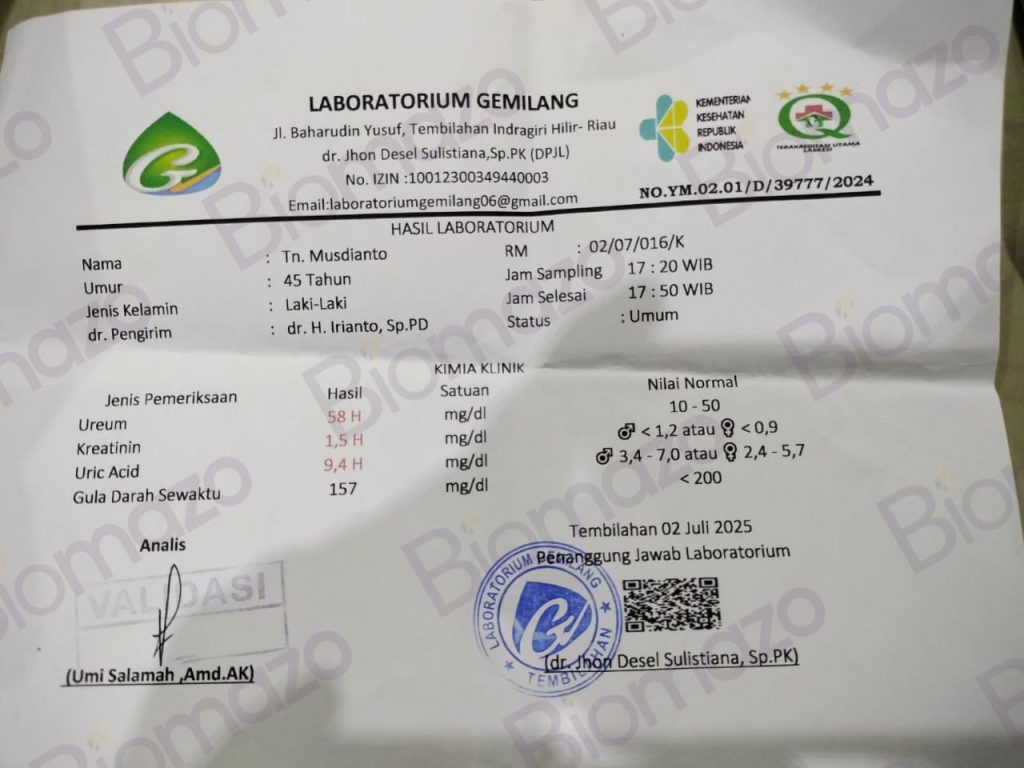 LABORATORIUM GEMILANG
Jl. Baharudin Yusuf, Tembilahan Indragiri Hilir- Riau
dr. Jhon Desel Sulistiana,Sp.PK (DPJL)
No. IZIN :10012300349440003
Email:laboratoriumgemilang06@gmail.com
KEMENTERIAN
KESEHATAN
REPUBLIK
INDONESIA
TERAKREDITASI UTAMA
LASKESI
NO.YM.02.01/D/39777/2024
HASIL LABORATORIUM
Nama : Tn. Musdianto RM : 02/07/016/K
Umur : 45 Tahun Jam Sampling 17 : 20 WIB
Jenis Kelamin : Laki-Laki Jam Selesai 17 : 50 WIB
dr. Pengirim : dr. H. Irianto, Sp.PD Status : Umum
KIMIA KLINIK
Jenis Pemeriksaan Hasil Satuan Nilai Normal
Ureum 58 H mg/dl 10 - 50
Kreatinin 1,5 H mg/dl ♂ < 1,2 atau ♀ < 0,9
Uric Acid 9,4 H mg/dl ♂ 3,4 - 7,0 atau ♀ 2,4 - 5,7
Gula Darah Sewaktu 157 mg/dl < 200
Tembilahan 02 Juli 2025
Analis Penanggung Jawab Laboratorium
VALIDASI
LABORATORIUM GEMILANG
TEMBILAHAN
(Umi Salamah ,Amd.AK) (dr. Jhon Desel Sulistiana, Sp.PK)
Biomazo